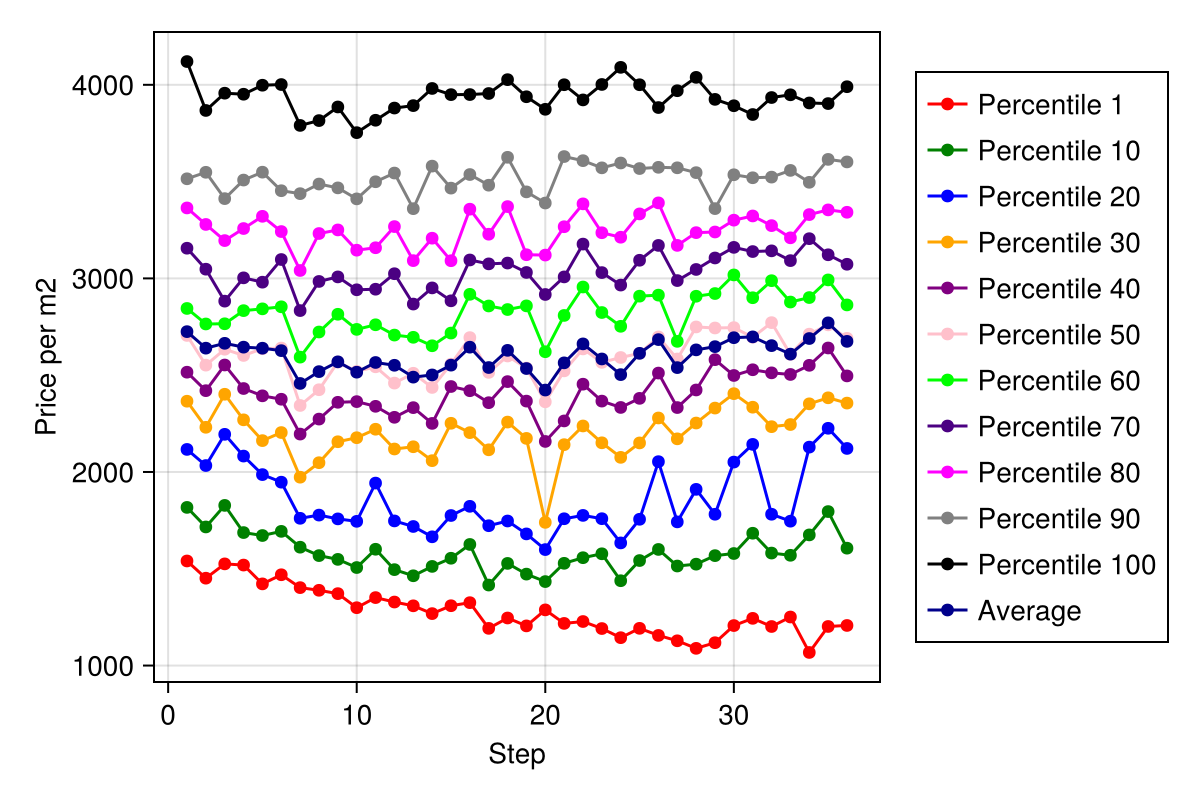 Price per m2
4000
3000
2000
1000
0 10 20 30
Step
Percentile 1
Percentile 10
Percentile 20
Percentile 30
Percentile 40
Percentile 50
Percentile 60
Percentile 70
Percentile 80
Percentile 90
Percentile 100
Average